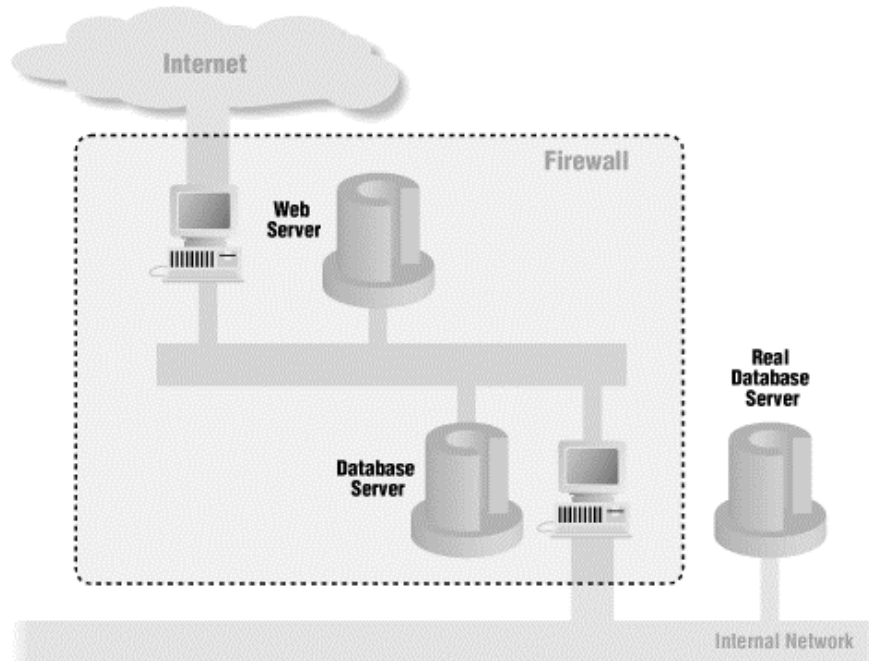 Internet
Firewall
Web
Server
Real
Database
Server
Database
Server
Internal Network